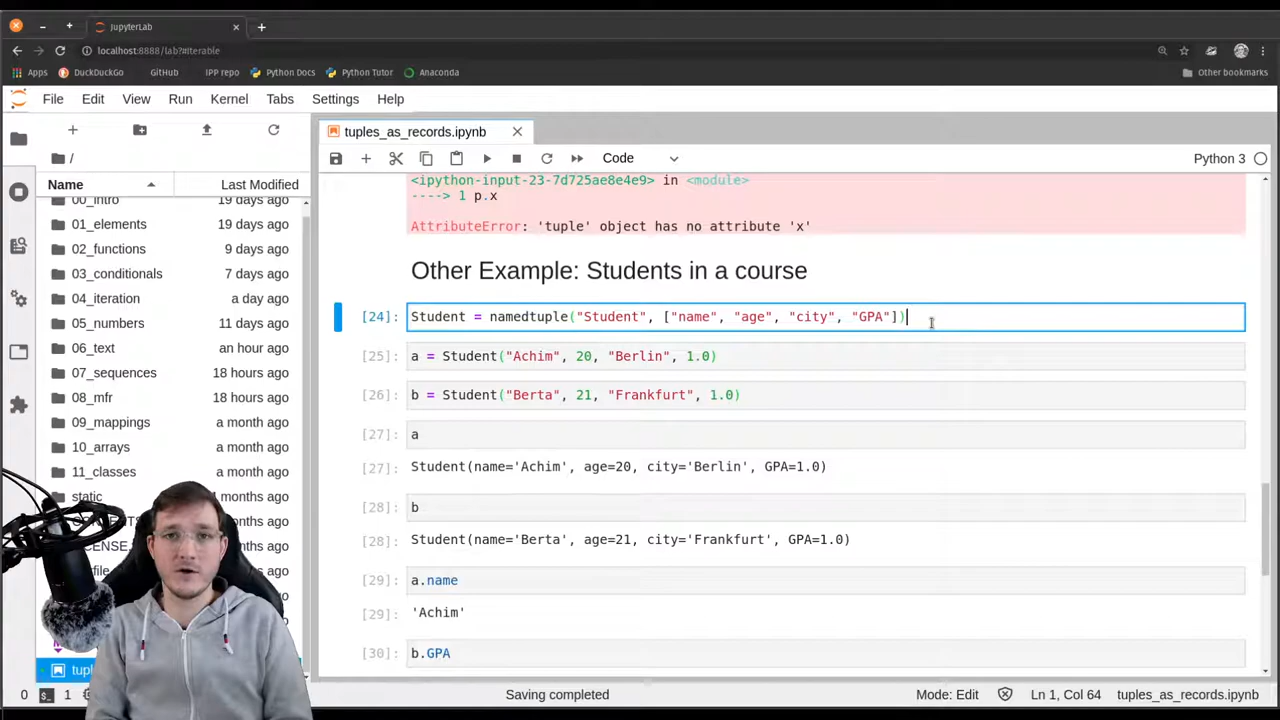 JupyterLab
localhost:8888/lab?#Iterable
Apps DuckDuckGo GitHub IPP repo Python Docs Python Tutor Anaconda Other bookmarks
File Edit View Run Kernel Tabs Settings Help
tuples_as_records.ipynb
/
Code
Python 3
Name Last Modified
00_intro 19 days ago
01_elements 19 days ago
02_functions 9 days ago
03_conditionals 7 days ago
04_iteration a day ago
05_numbers 11 days ago
06_text an hour ago
07_sequences 18 hours ago
08_mfr 18 hours ago
09_mappings a month ago
10_arrays a month ago
11_classes a month ago
static months ago
months ago
ago
ago
tupl
<ipython-input-23-7d725ae8e4e9> in <module>
----> 1 p.x
AttributeError: 'tuple' object has no attribute 'x'
Other Example: Students in a course
[24]: Student = namedtuple("Student", ["name", "age", "city", "GPA"])
[25]: a = Student("Achim", 20, "Berlin", 1.0)
[26]: b = Student("Berta", 21, "Frankfurt", 1.0)
[27]: a
[27]: Student(name='Achim', age=20, city='Berlin', GPA=1.0)
[28]: b
[28]: Student(name='Berta', age=21, city='Frankfurt', GPA=1.0)
[29]: a.name
[29]: 'Achim'
[30]: b.GPA
0 1 Saving completed Mode: Edit Ln 1, Col 64 tuples_as_records.ipynb